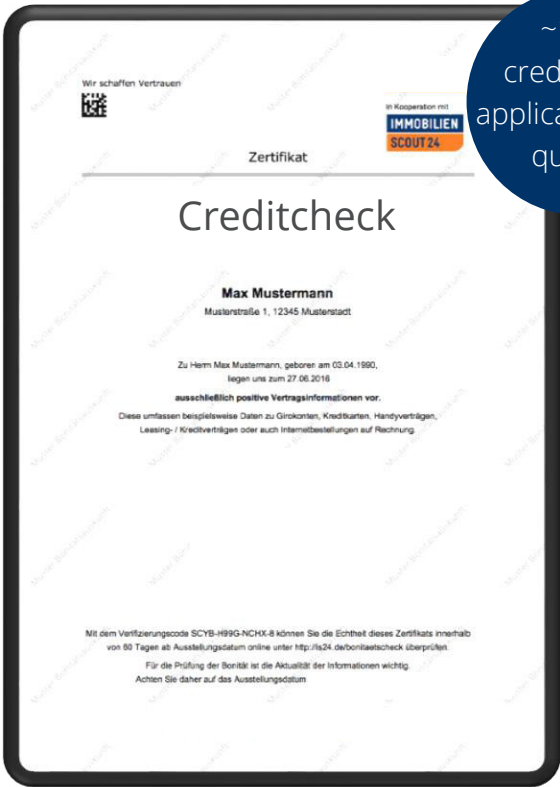 Wir schaffen Vertrauen
in Kooperation mit
IMMOBILIEN
SCOUT24
Zertifikat
Creditcheck
Max Mustermann
Musterstraße 1, 12345 Musterstadt
Zu Herrn Max Mustermann, geboren am 03.04.1990,
liegen uns zum 27.06.2016
ausschließlich positive Vertragsinformationen vor.
Diese umfassen beispielsweise Daten zu Girokonten, Kreditkarten, Handyverträgen,
Leasing- / Kreditverträgen oder auch Internetbestellungen auf Rechnung.
Mit dem Verifizierungscode SCYB-H99G-NCHX-8 können Sie die Echtheit dieses Zertifikats innerhalb
von 60 Tagen ab Ausstellungsdatum online unter http://is24.de/bonitaetscheck überprüfen.
Für die Prüfung der Bonität ist die Aktualität der Informationen wichtig.
Achten Sie daher auf das Ausstellungsdatum
~
cred
applica
qu